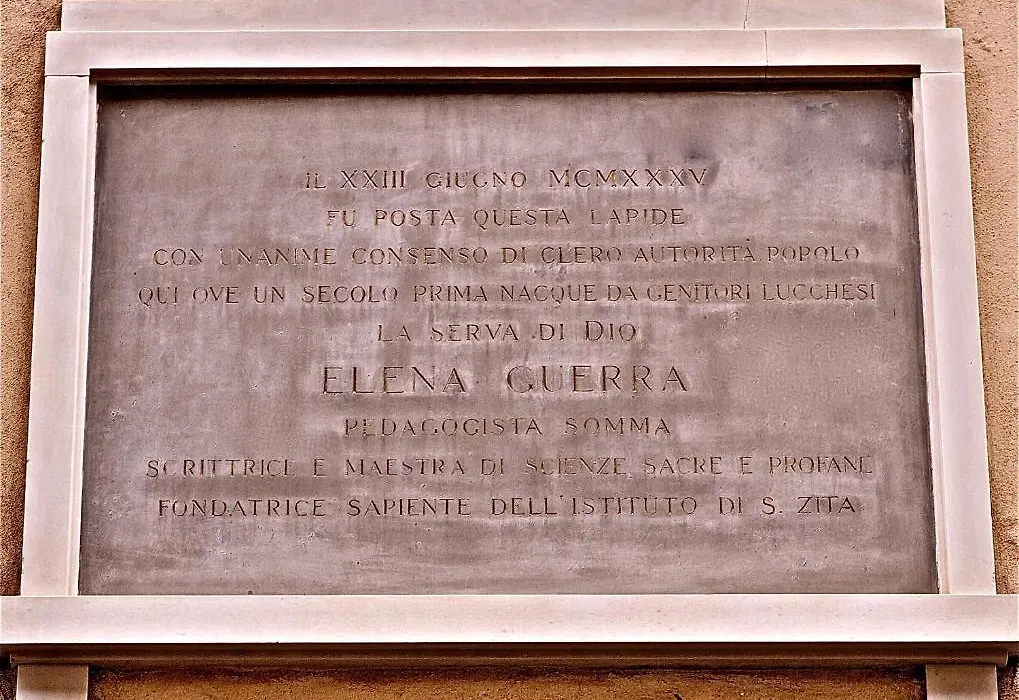 IL XXIII GIUGNO MCMXXXV
FU POSTA QUESTA LAPIDE
CON UNANIME CONSENSO DI CLERO AUTORITÀ POPOLO
QUI OVE UN SECOLO PRIMA NACQUE DA GENITORI LUCCHESI
LA SERVA DI DIO
ELENA GUERRA
PEDAGOGISTA SOMMA
SCRITTRICE E MAESTRA DI SCIENZE SACRE E PROFANE
FONDATRICE SAPIENTE DELL'ISTITUTO DI S. ZITA